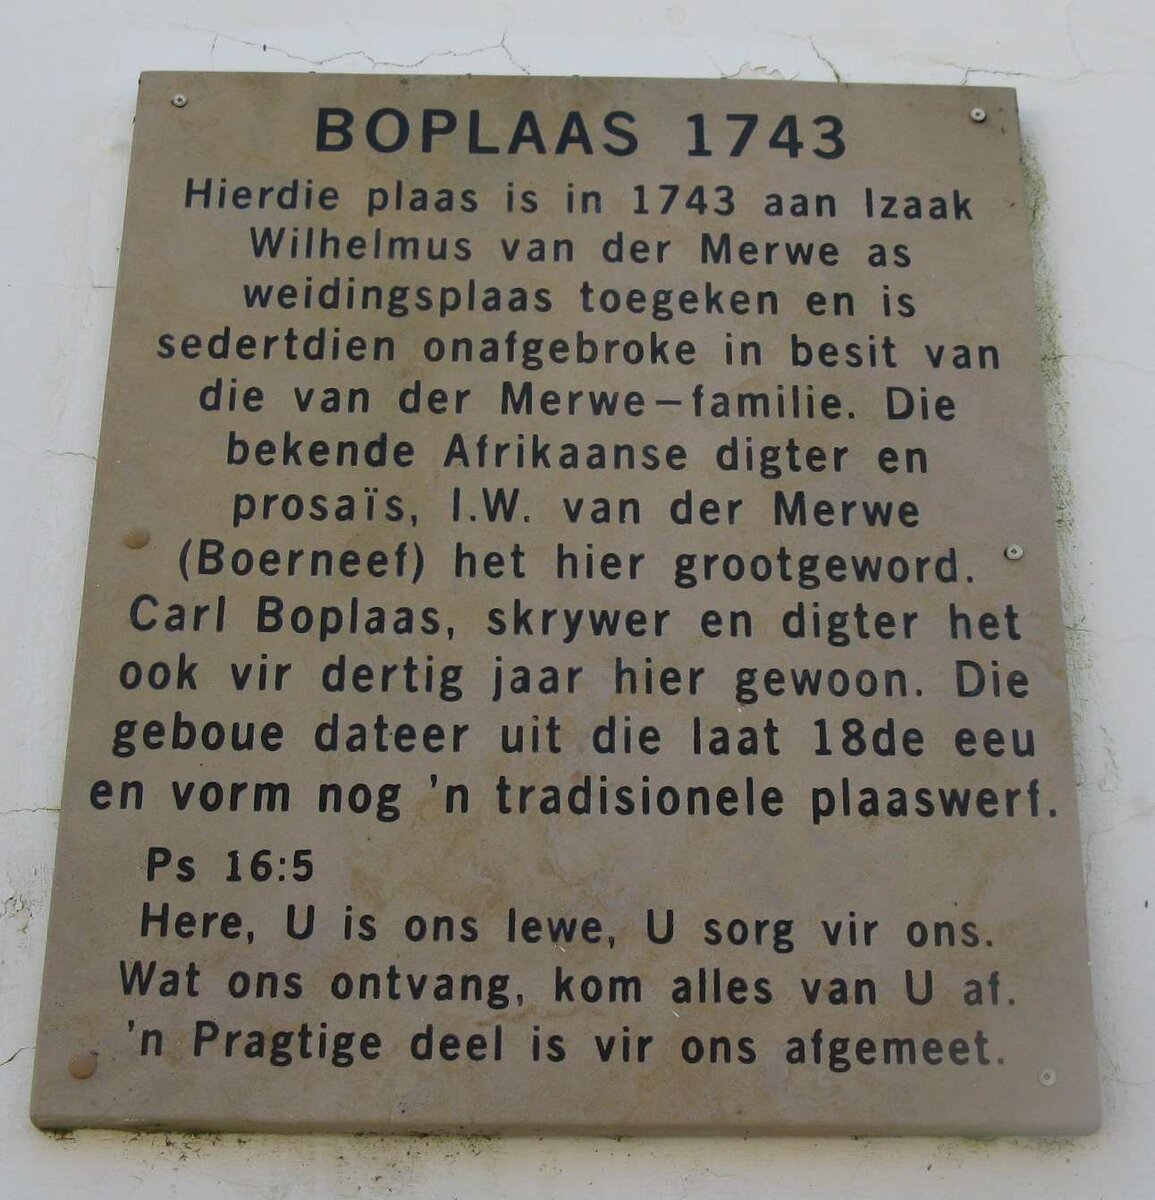 BOPLAAS 1743
Hierdie plaas is in 1743 aan Izaak
Wilhelmus van der Merwe as
weidingsplaas toegeken en is
sedertdien onafgebroke in besit van
die van der Merwe–familie. Die
bekende Afrikaanse digter en
prosaïs, I.W. van der Merwe
(Boerneef) het hier grootgeword.
Carl Boplaas, skrywer en digter het
ook vir dertig jaar hier gewoon. Die
geboue dateer uit die laat 18de eeu
en vorm nog 'n tradisionele plaaswerf.
Ps 16:5
Here, U is ons lewe, U sorg vir ons.
Wat ons ontvang, kom alles van U af.
'n Pragtige deel is vir ons afgemeet.